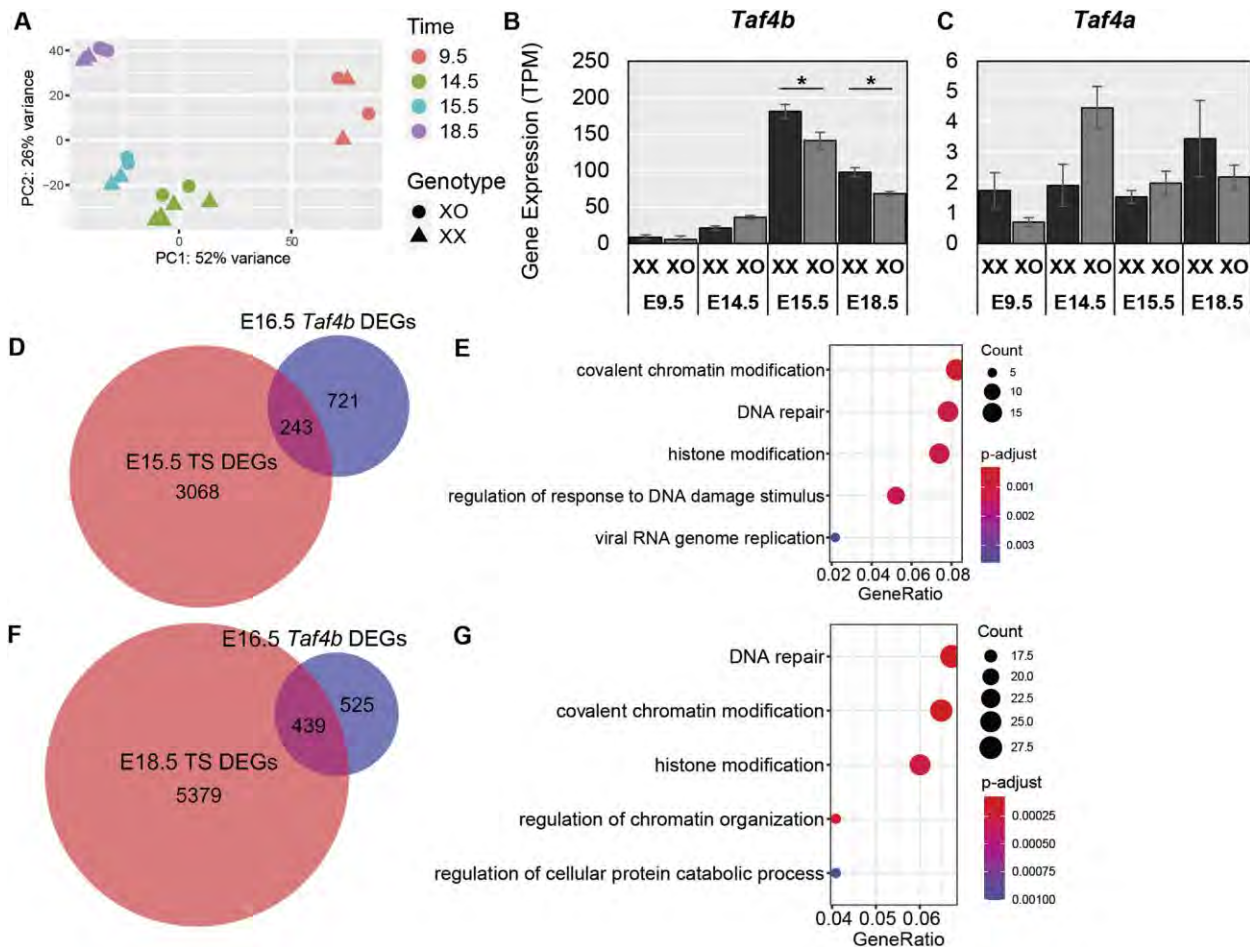 A
40
20
0
−20
0
50
PC2: 26% variance
PC1: 52% variance
Time
9.5
14.5
15.5
18.5
Genotype
XO
XX
B
Taf4b
Gene Expression (TPM)
250
200
150
100
50
0
XX XO XX XO XX XO XX XO
E9.5 E14.5 E15.5 E18.5
* *
C
Taf4a
6
5
4
3
2
1
0
XX XO XX XO XX XO XX XO
E9.5 E14.5 E15.5 E18.5
D
E16.5 Taf4b DEGs
721
243
E15.5 TS DEGs
3068
E
covalent chromatin modification
DNA repair
histone modification
regulation of response to DNA damage stimulus
viral RNA genome replication
0.02 0.04 0.06 0.08
GeneRatio
Count
5
10
15
p-adjust
0.001
0.002
0.003
F
E16.5 Taf4b DEGs
525
439
E18.5 TS DEGs
5379
G
DNA repair
covalent chromatin modification
histone modification
regulation of chromatin organization
regulation of cellular protein catabolic process
0.04 0.05 0.06
GeneRatio
Count
17.5
20.0
22.5
25.0
27.5
p-adjust
0.00025
0.00050
0.00075
0.00100